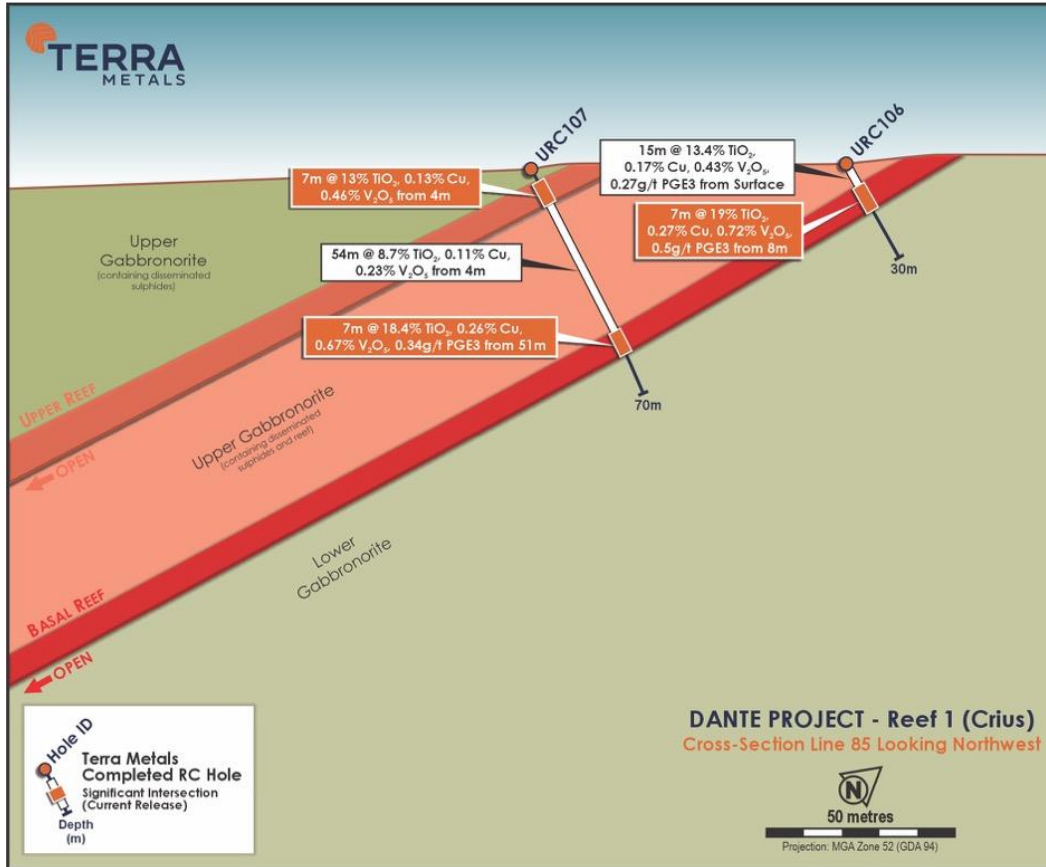 TERRA
METALS
URC107
URC106
7m @ 13% TiO₂, 0.13% Cu,
0.46% V₂O₅ from 4m
15m @ 13.4% TiO₂,
0.17% Cu, 0.43% V₂O₅,
0.27g/t PGE3 from Surface
7m @ 19% TiO₂,
0.27% Cu, 0.72% V₂O₅,
0.5g/t PGE3 from 8m
30m
Upper
Gabbronorite
(containing disseminated
sulphides)
54m @ 8.7% TiO₂, 0.11% Cu,
0.23% V₂O₅ from 4m
7m @ 18.4% TiO₂, 0.26% Cu,
0.67% V₂O₅, 0.34g/t PGE3 from 51m
70m
UPPER REEF
OPEN
Upper Gabbronorite
(containing disseminated
sulphides and reef)
Lower
Gabbronorite
BASAL REEF
OPEN
Hole ID
Terra Metals
Completed RC Hole
Significant Intersection
(Current Release)
Depth
(m)
DANTE PROJECT - Reef 1 (Crius)
Cross-Section Line 85 Looking Northwest
N
50 metres
Projection: MGA Zone 52 (GDA 94)